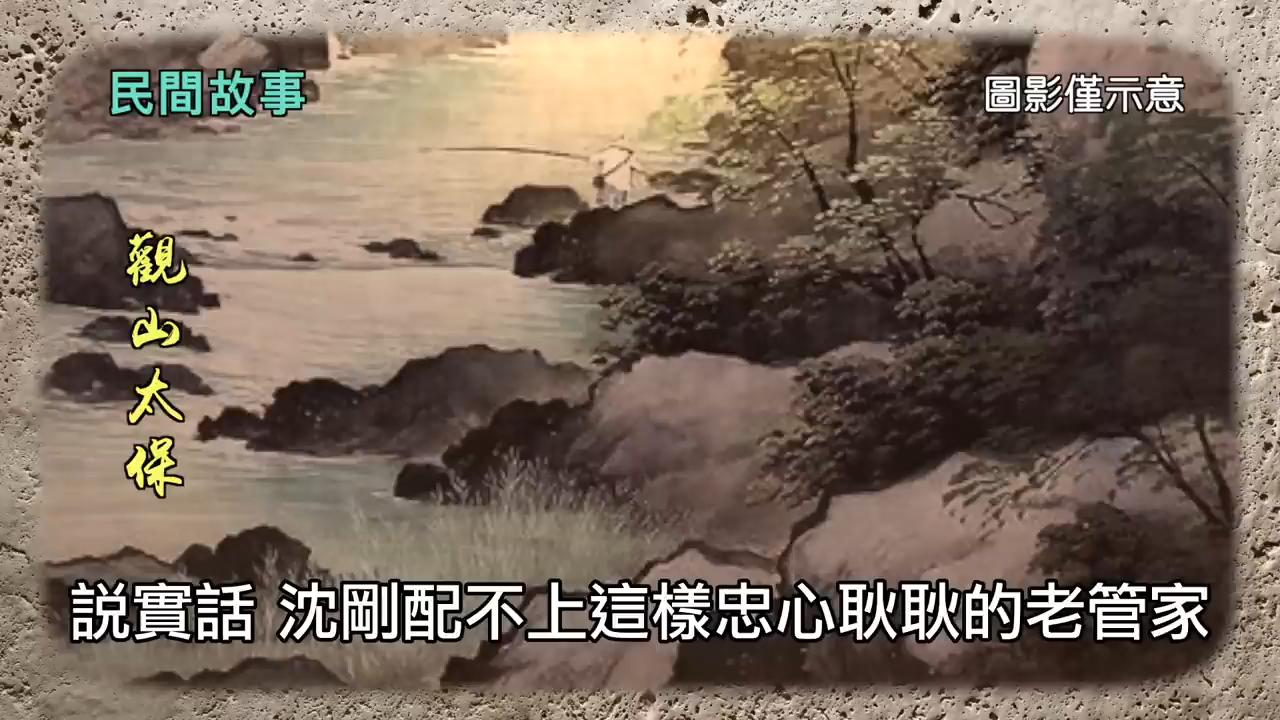 民間故事
圖影僅示意
觀山太保
説實話 沈剛配不上這樣忠心耿耿的老管家